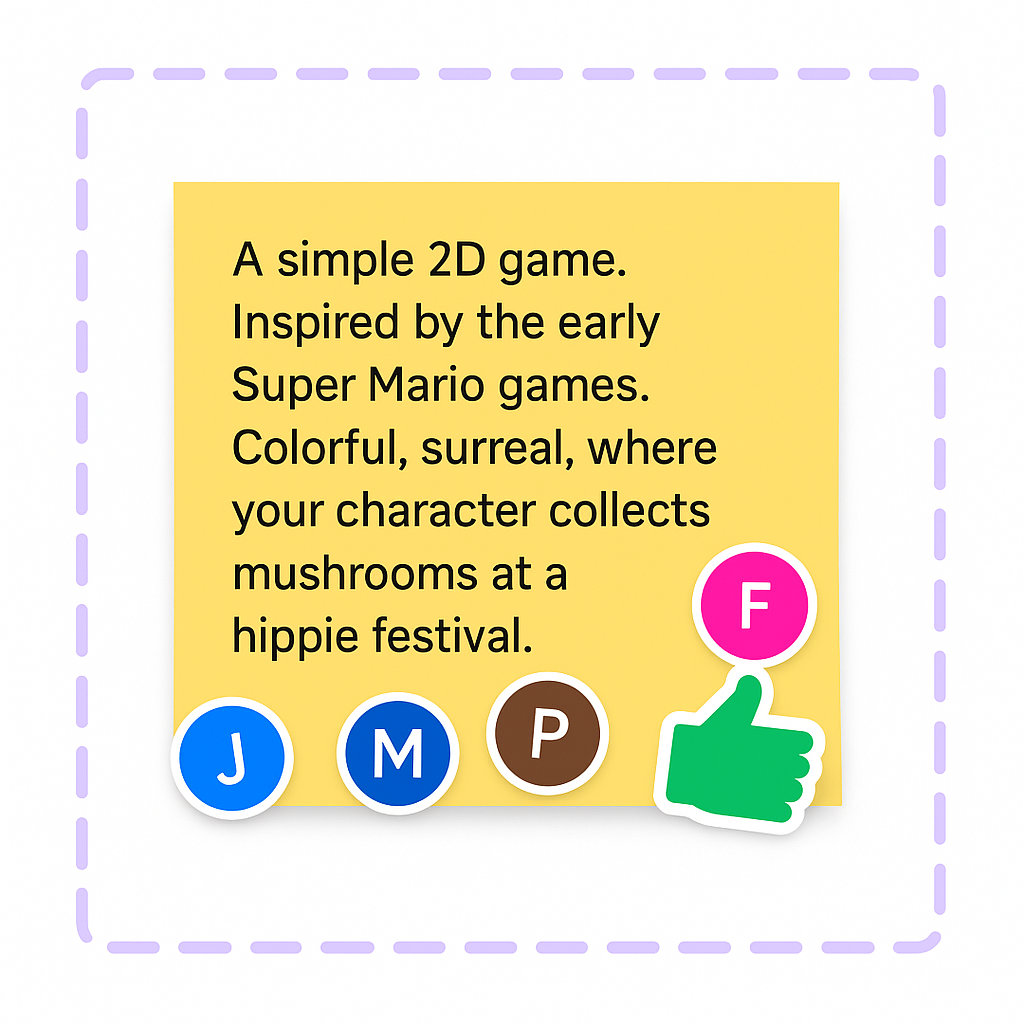 A simple 2D game.
Inspired by the early
Super Mario games.
Colorful, surreal, where
your character collects
mushrooms at a
hippie festival.
F
J
M
P